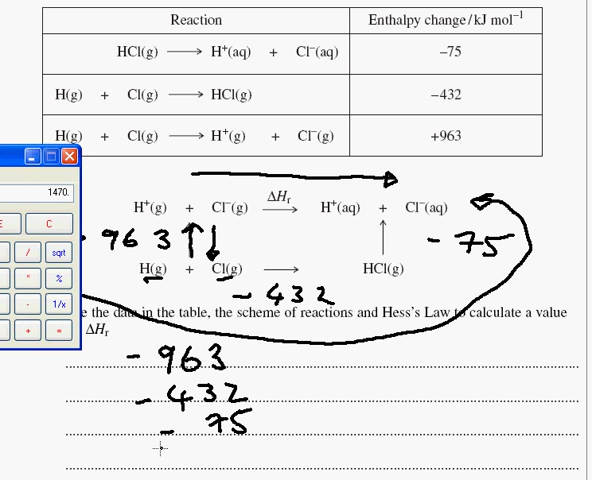 Reaction Enthalpy change/kJ mol⁻¹
HCl(g) ⟶ H⁺(aq) + Cl⁻(aq) –75
H(g) + Cl(g) ⟶ HCl(g) –432
H(g) + Cl(g) ⟶ H⁺(g) + Cl⁻(g) +963
1470.
E C
/ sqrt
* %
- 1/x
+ =
H⁺(g) + Cl⁻(g) ΔHr ⟶ H⁺(aq) + Cl⁻(aq)
- 963 - 75
H(g) + Cl(g) ⟶ HCl(g)
- 432
e the data in the table, the scheme of reactions and Hess's Law to calculate a value
ΔHr
- 963
- 432
- 75